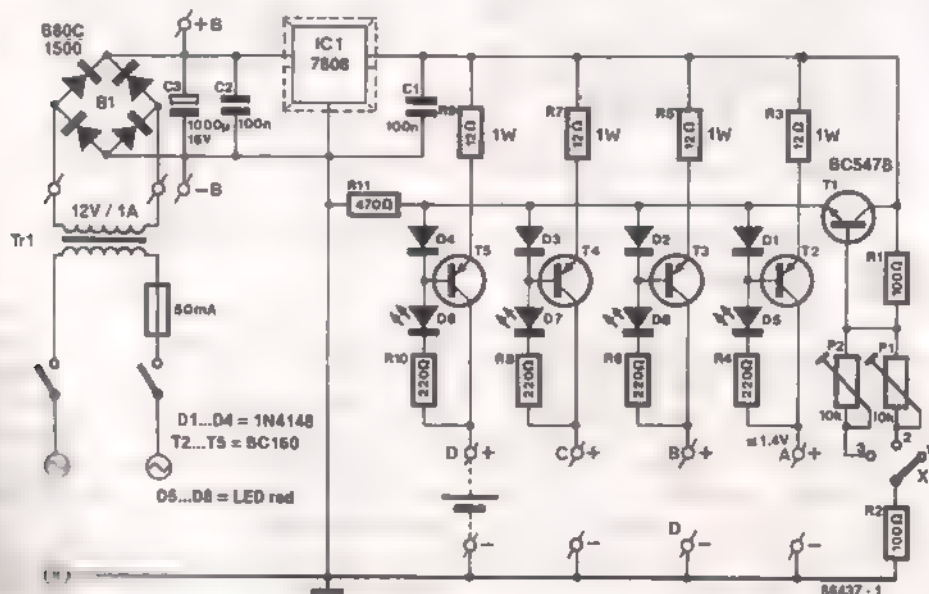 B80C
1500
B1
+B
IC1
7808
C3
1000µ
16V
C2
100n
C1
100n
R9
12Ω
1W
R7
12Ω
1W
R5
12Ω
1W
R3
12Ω
1W
BC547B
T1
-B
12V / 1A
Tr1
R11
470Ω
50mA
D4
T5
D3
T4
D2
T3
D1
T2
R1
100Ω
D8
D7
D6
D5
R10
220Ω
R8
220Ω
R6
220Ω
R4
220Ω
P2
10k
P1
10k
D1...D4 = 1N4148
T2...T5 = BC160
D5...D8 = LED red
≅ 1.4V
D +
C +
B +
A +
3
2
1
X
R2
100Ω
-
-
D
-
-
86437 - 1